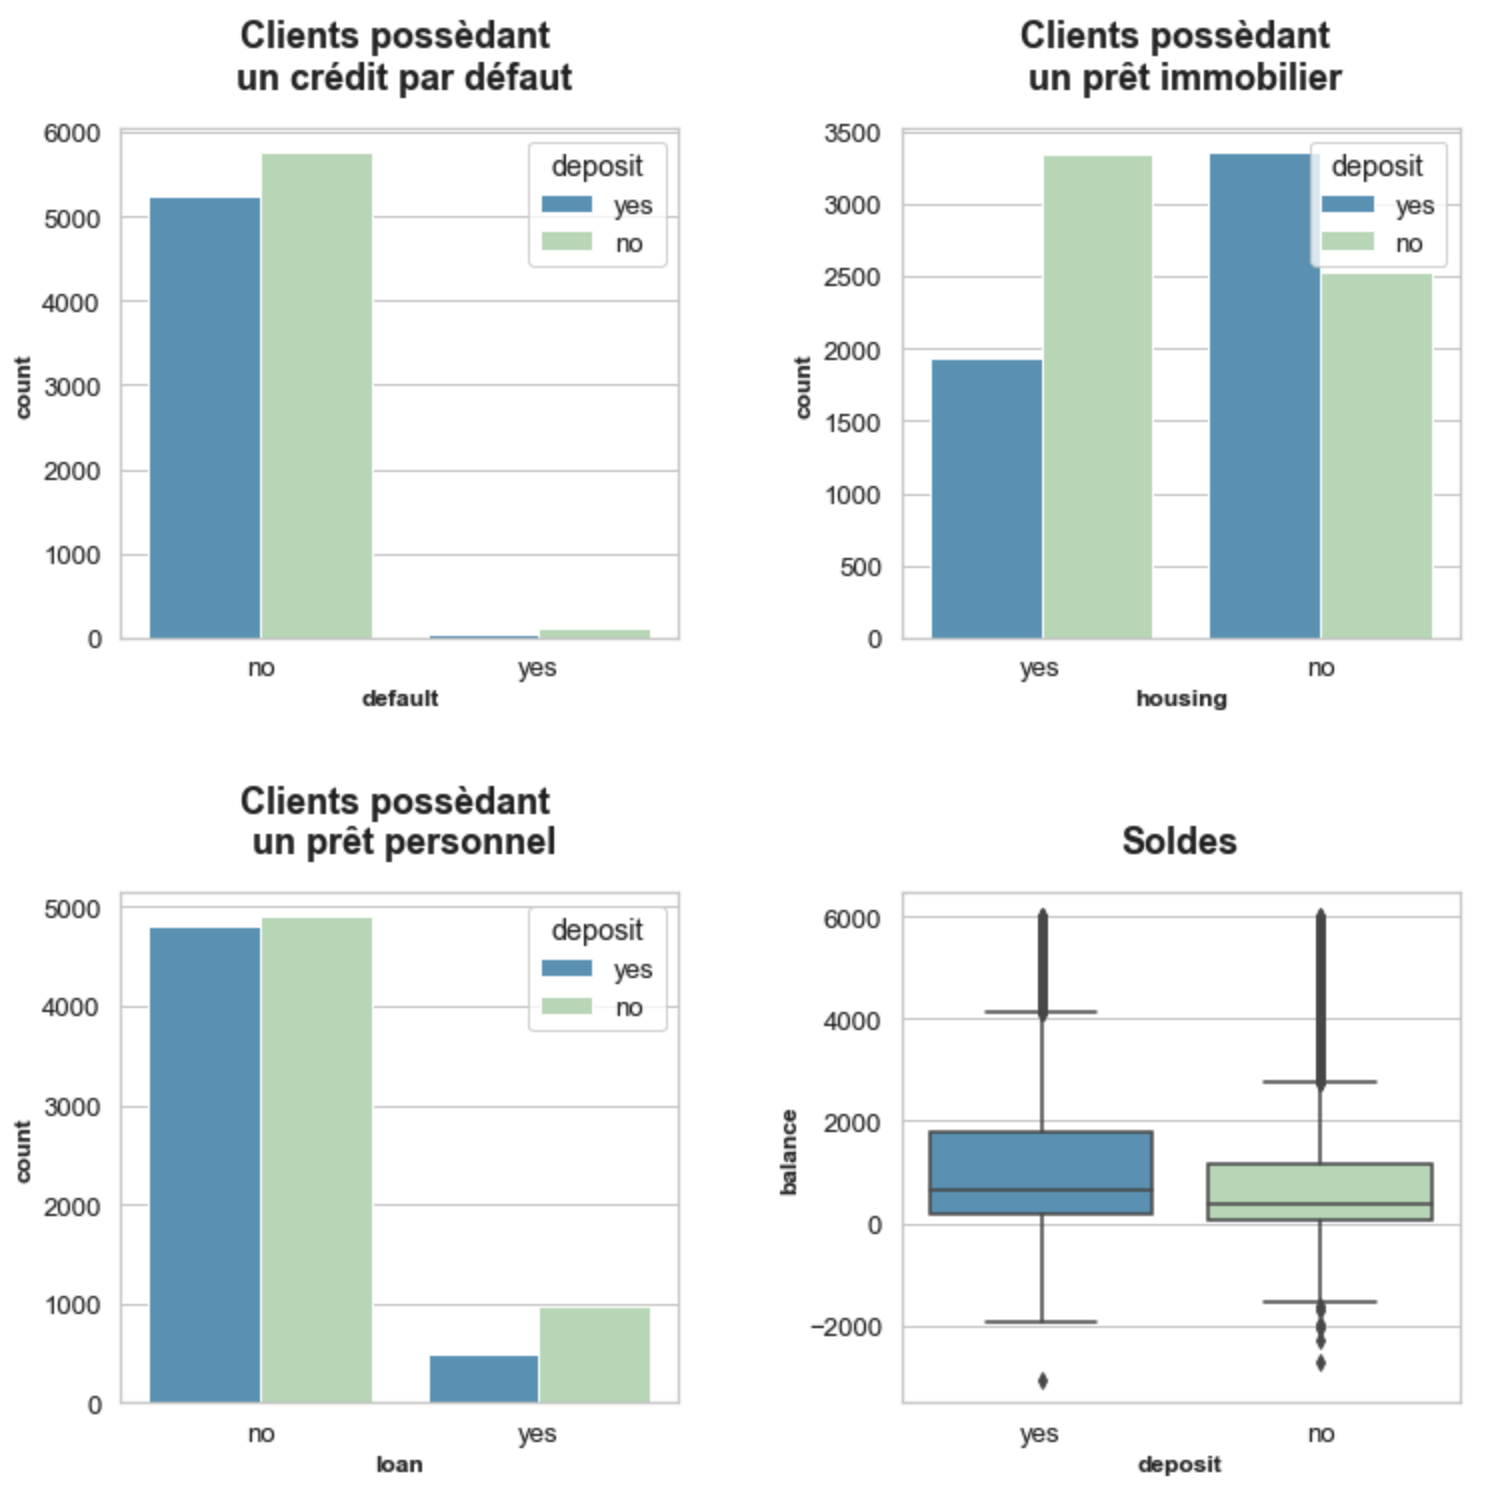 Clients possèdant
un crédit par défaut
6000
5000
4000
3000
2000
1000
0
count
deposit
yes
no
no yes
default
Clients possèdant
un prêt immobilier
3500
3000
2500
2000
1500
1000
500
0
count
deposit
yes
no
yes no
housing
Clients possèdant
un prêt personnel
5000
4000
3000
2000
1000
0
count
deposit
yes
no
no yes
loan
Soldes
6000
4000
2000
0
−2000
balance
yes no
deposit